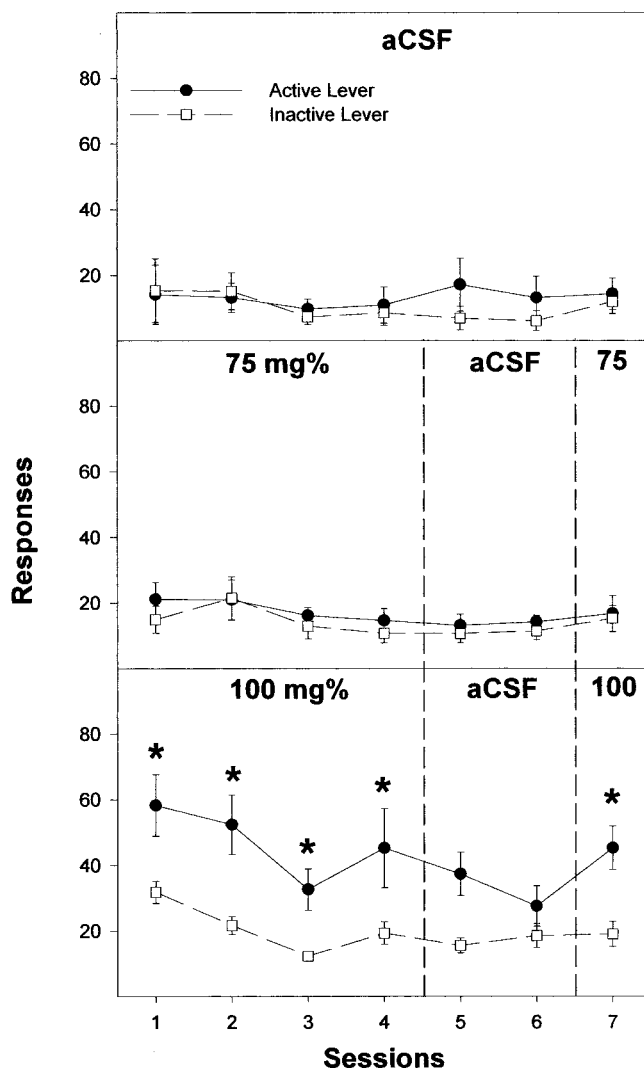 aCSF
80
Active Lever
Inactive Lever
60
40
20
75 mg% aCSF 75
80
60
40
20
Responses
100 mg% aCSF 100
80
* * * * *
60
40
20
1 2 3 4 5 6 7
Sessions